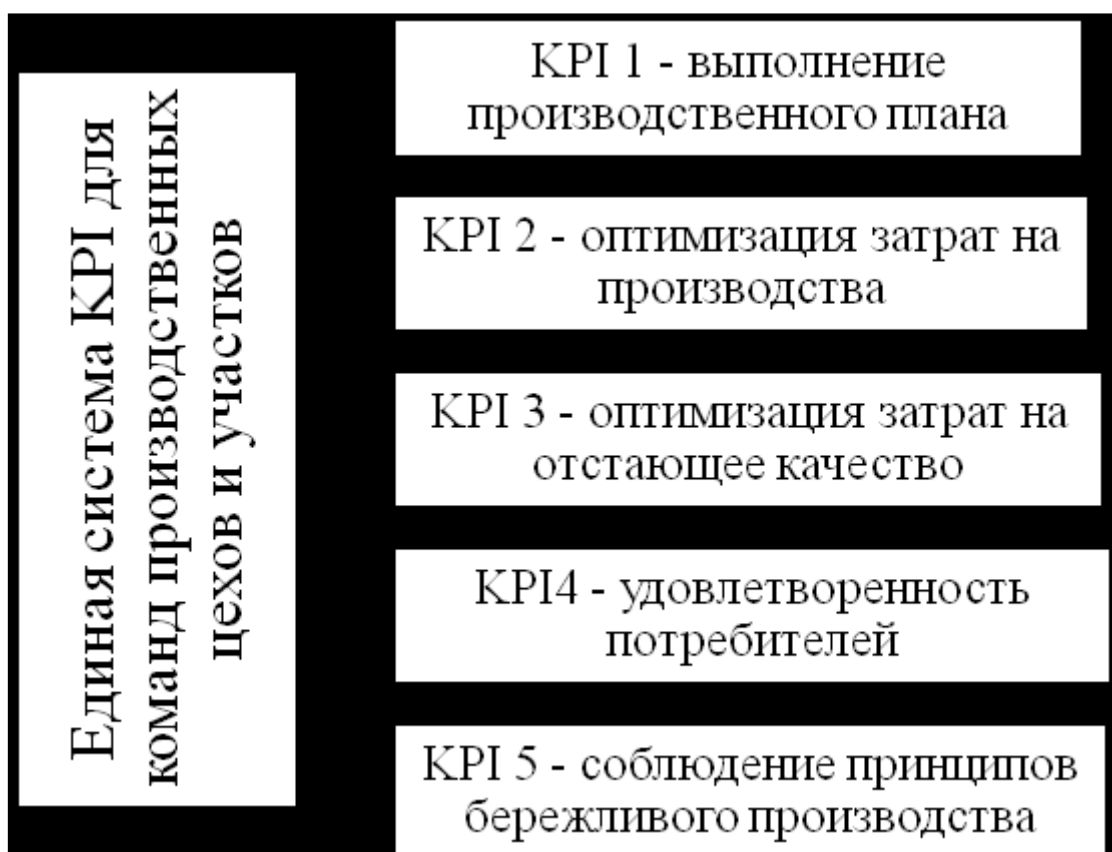 Единая система KPI для
команд производственных
цехов и участков
KPI 1 - выполнение
производственного плана
KPI 2 - оптимизация затрат на
производства
KPI 3 - оптимизация затрат на
отстающее качество
KPI4 - удовлетворенность
потребителей
KPI 5 - соблюдение принципов
бережливого производства